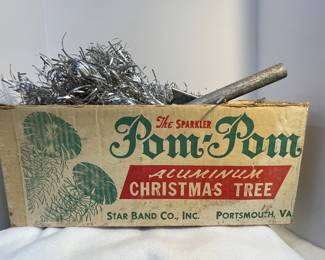 The SPARKLER
Pom-Pom
ALUMINUM
CHRISTMAS TREE
STAR BAND CO., INC. PORTSMOUTH, VA.